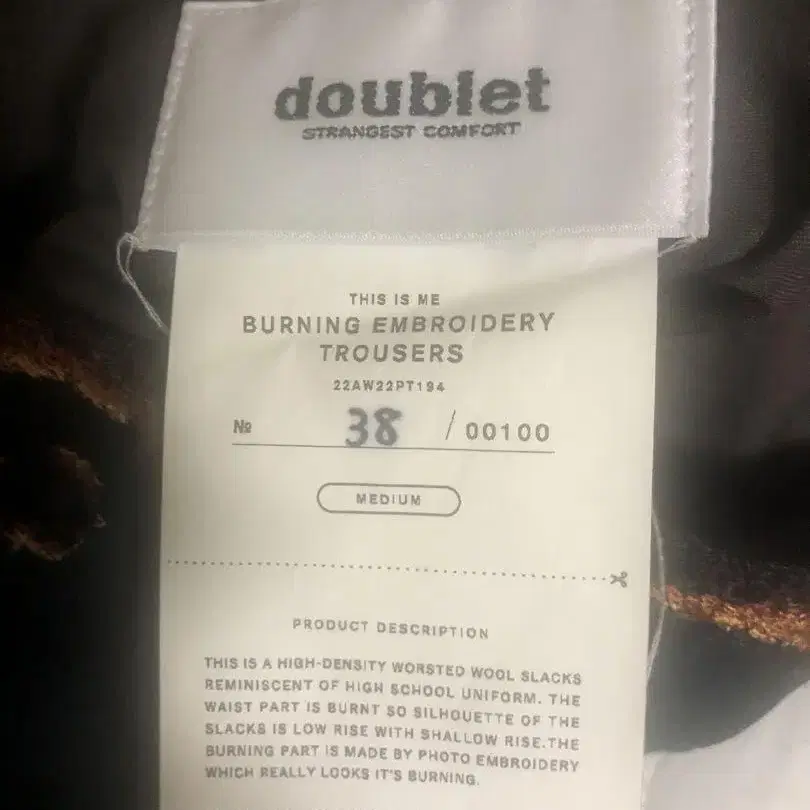 doublet
STRANGEST COMFORT
THIS IS ME
BURNING EMBROIDERY
TROUSERS
22AW22PT194
№ 38 / 00100
MEDIUM
PRODUCT DESCRIPTION
THIS IS A HIGH-DENSITY WORSTED WOOL SLACKS
REMINISCENT OF HIGH SCHOOL UNIFORM. THE
WAIST PART IS BURNT SO SILHOUETTE OF THE
SLACKS IS LOW RISE WITH SHALLOW RISE.THE
BURNING PART IS MADE BY PHOTO EMBROIDERY
WHICH REALLY LOOKS IT'S BURNING.